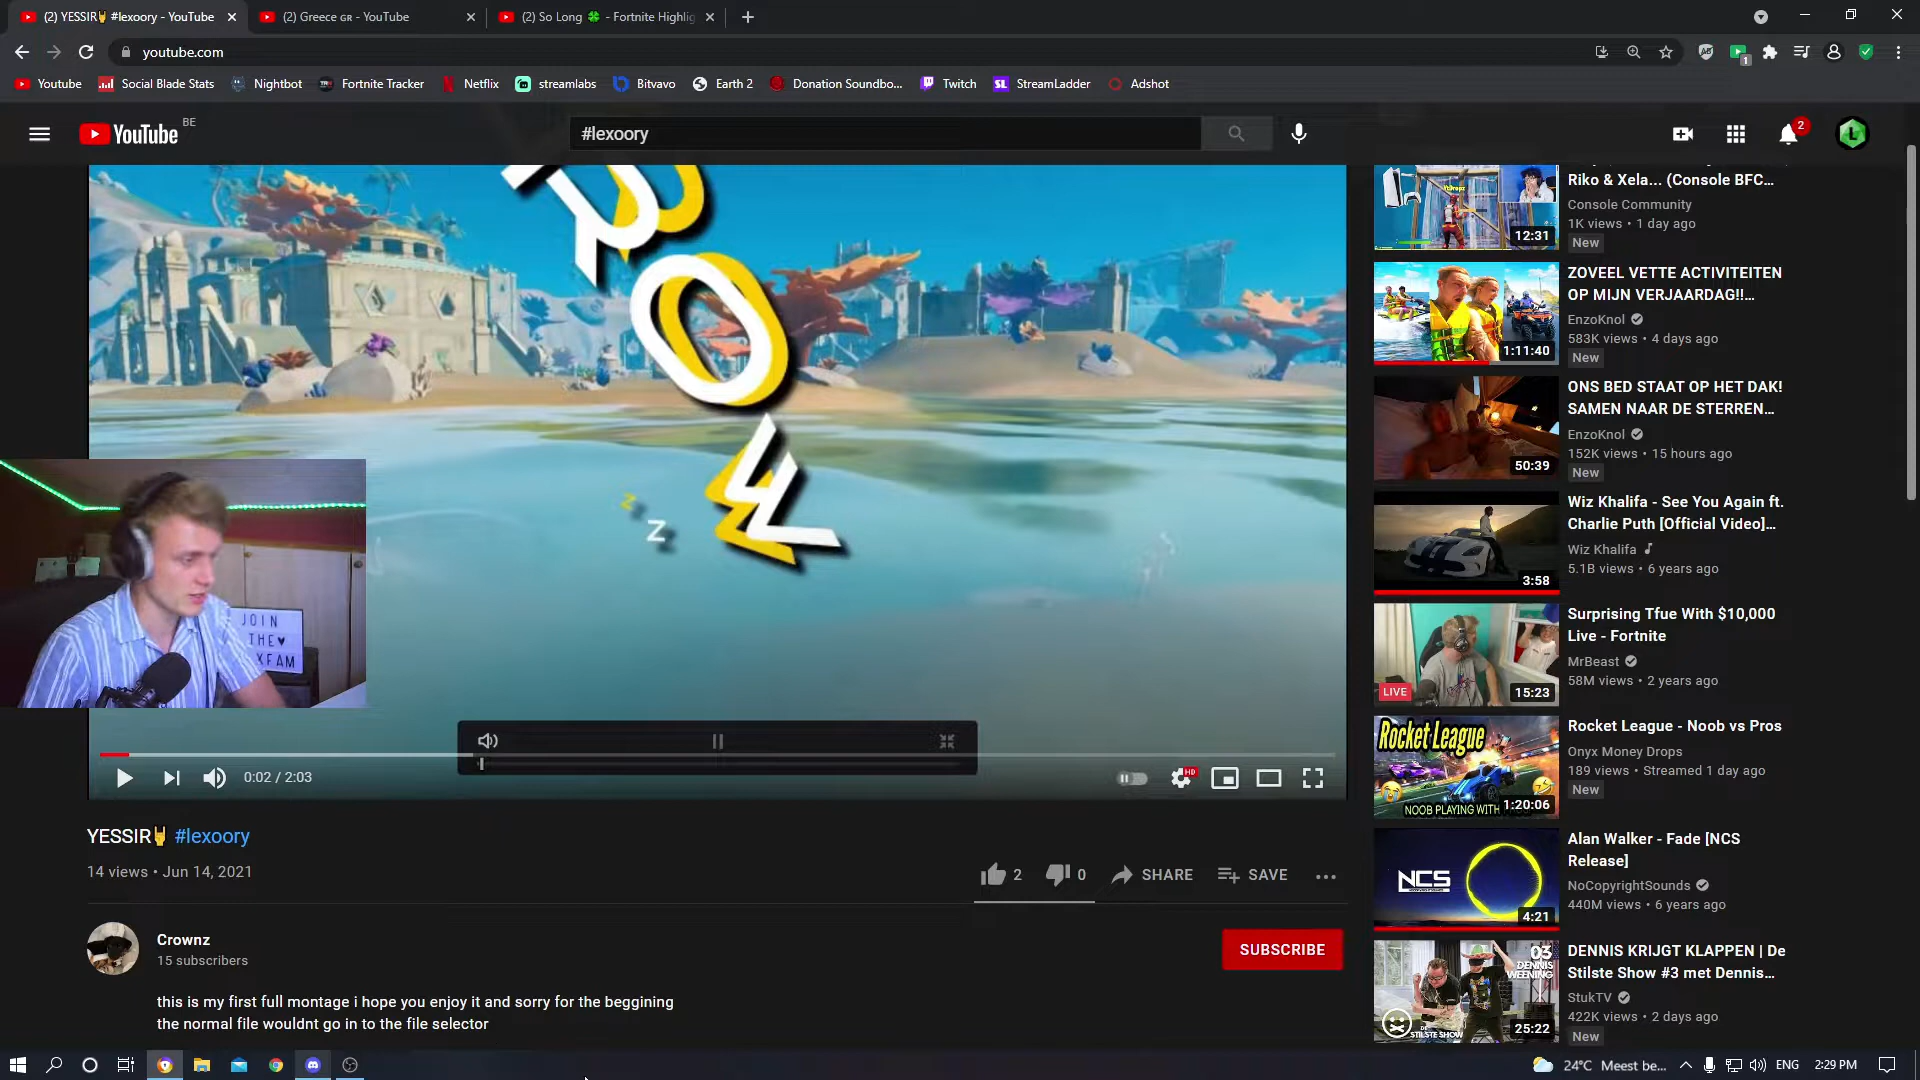 (2) YESSIR🤘 #lexoory - YouTube
(2) Greece GR - YouTube
(2) So Long 🍀 - Fortnite Highlig
youtube.com
1
Youtube
Social Blade Stats
Nightbot
Fortnite Tracker
Netflix
streamlabs
Bitvavo
Earth 2
Donation Soundbo...
Twitch
StreamLadder
Adshot
YouTube BE
#lexoory
2
L
Riko & Xela... (Console BFC...
Console Community
1K views • 1 day ago
New
12:31
ZOVEEL VETTE ACTIVITEITEN
OP MIJN VERJAARDAG!!...
EnzoKnol
583K views • 4 days ago
New
1:11:40
ONS BED STAAT OP HET DAK!
SAMEN NAAR DE STERREN...
EnzoKnol
152K views • 15 hours ago
New
50:39
Wiz Khalifa - See You Again ft.
Charlie Puth [Official Video]...
Wiz Khalifa
5.1B views • 6 years ago
3:58
Surprising Tfue With $10,000
Live - Fortnite
MrBeast
58M views • 2 years ago
LIVE
15:23
Rocket League - Noob vs Pros
Onyx Money Drops
189 views • Streamed 1 day ago
New
Rocket League
NOOB PLAYING WITH
1:20:06
Alan Walker - Fade [NCS
Release]
NoCopyrightSounds
440M views • 6 years ago
NCS
4:21
DENNIS KRIJGT KLAPPEN | De
Stilste Show #3 met Dennis...
StukTV
422K views • 2 days ago
New
03
DENNIS
WEENING
STILSTE SHOW
25:22
R
O
Z
Z
JOIN
THE♥
XFAM
0:02 / 2:03
HD
YESSIR🤘 #lexoory
14 views • Jun 14, 2021
2
0
SHARE
SAVE
Crownz
15 subscribers
SUBSCRIBE
this is my first full montage i hope you enjoy it and sorry for the beggining
the normal file wouldnt go in to the file selector
24°C Meest be...
ENG
2:29 PM